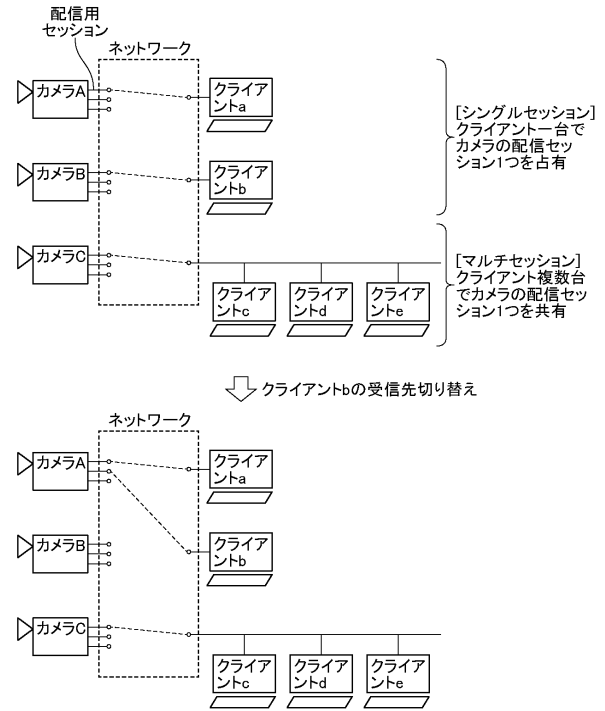 配信用
セッション
ネットワーク
カメラA
クライア
ントa
[シングルセッション]
クライアント一台で
カメラの配信セッ
ション1つを占有
カメラB
クライア
ントb
カメラC
[マルチセッション]
クライアント複数台
でカメラの配信セッ
ション1つを共有
クライア
ントc
クライア
ントd
クライア
ントe
クライアントbの受信先切り替え
ネットワーク
カメラA
クライア
ントa
カメラB
クライア
ントb
カメラC
クライア
ントc
クライア
ントd
クライア
ントe